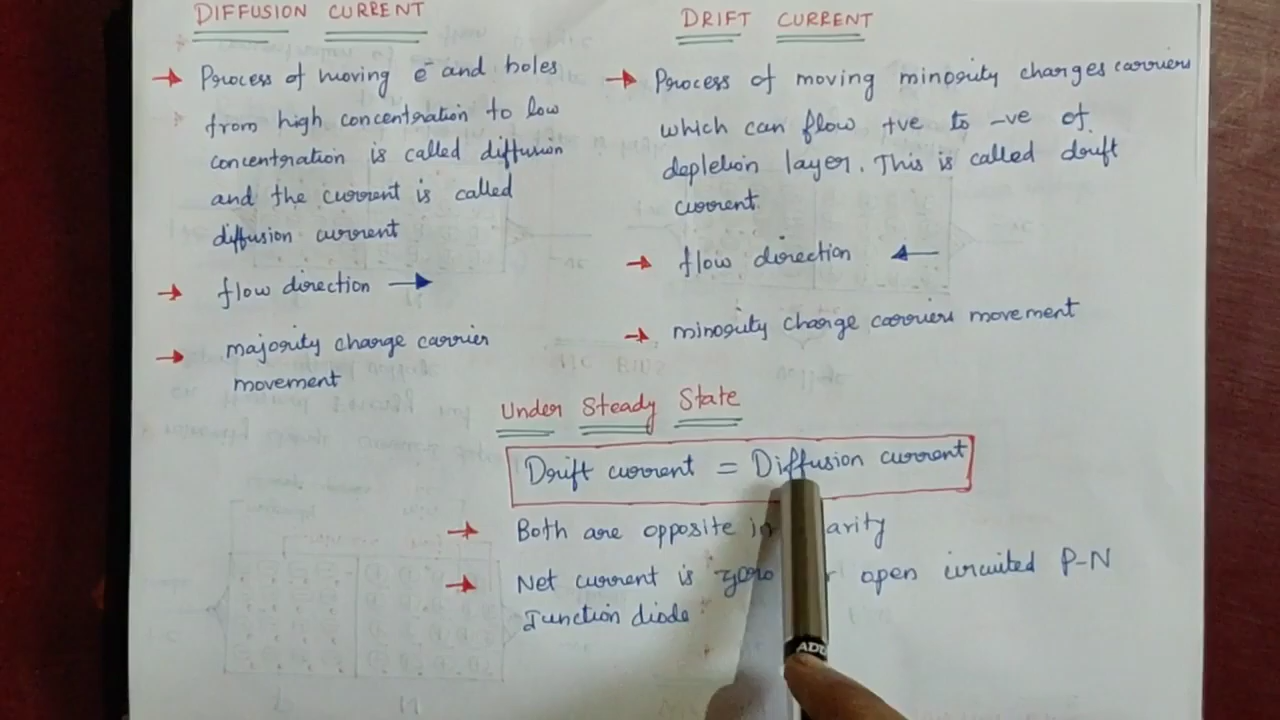 DIFFUSION CURRENT
→ Process of moving e⁻ and holes
from high concentration to low
concentration is called diffusion
and the current is called
diffusion current
→ flow direction →
→ majority charge carrier
movement
DRIFT CURRENT
→ Process of moving minority charges carriers
which can flow +ve to -ve of
depletion layer. This is called drift
current.
→ flow direction ←
→ minority charge carriers movement
Under Steady State
Drift current = Diffusion current
→ Both are opposite in arity
→ Net current is zero r open circuited P-N
Junction diode
ADD